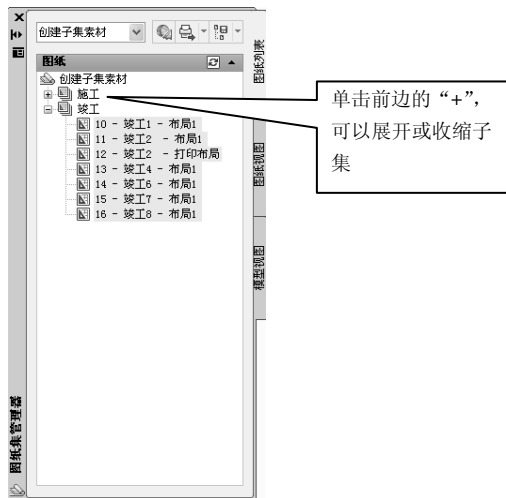 创建子集素材
图纸
创建子集素材
施工
竣工
10 - 竣工1 - 布局1
11 - 竣工2 - 布局1
12 - 竣工2 - 打印布局
13 - 竣工4 - 布局1
14 - 竣工6 - 布局1
15 - 竣工7 - 布局1
16 - 竣工8 - 布局1
图纸列表
图纸视图
模型视图
图纸集管理器
单击前边的“+”，
可以展开或收缩子
集